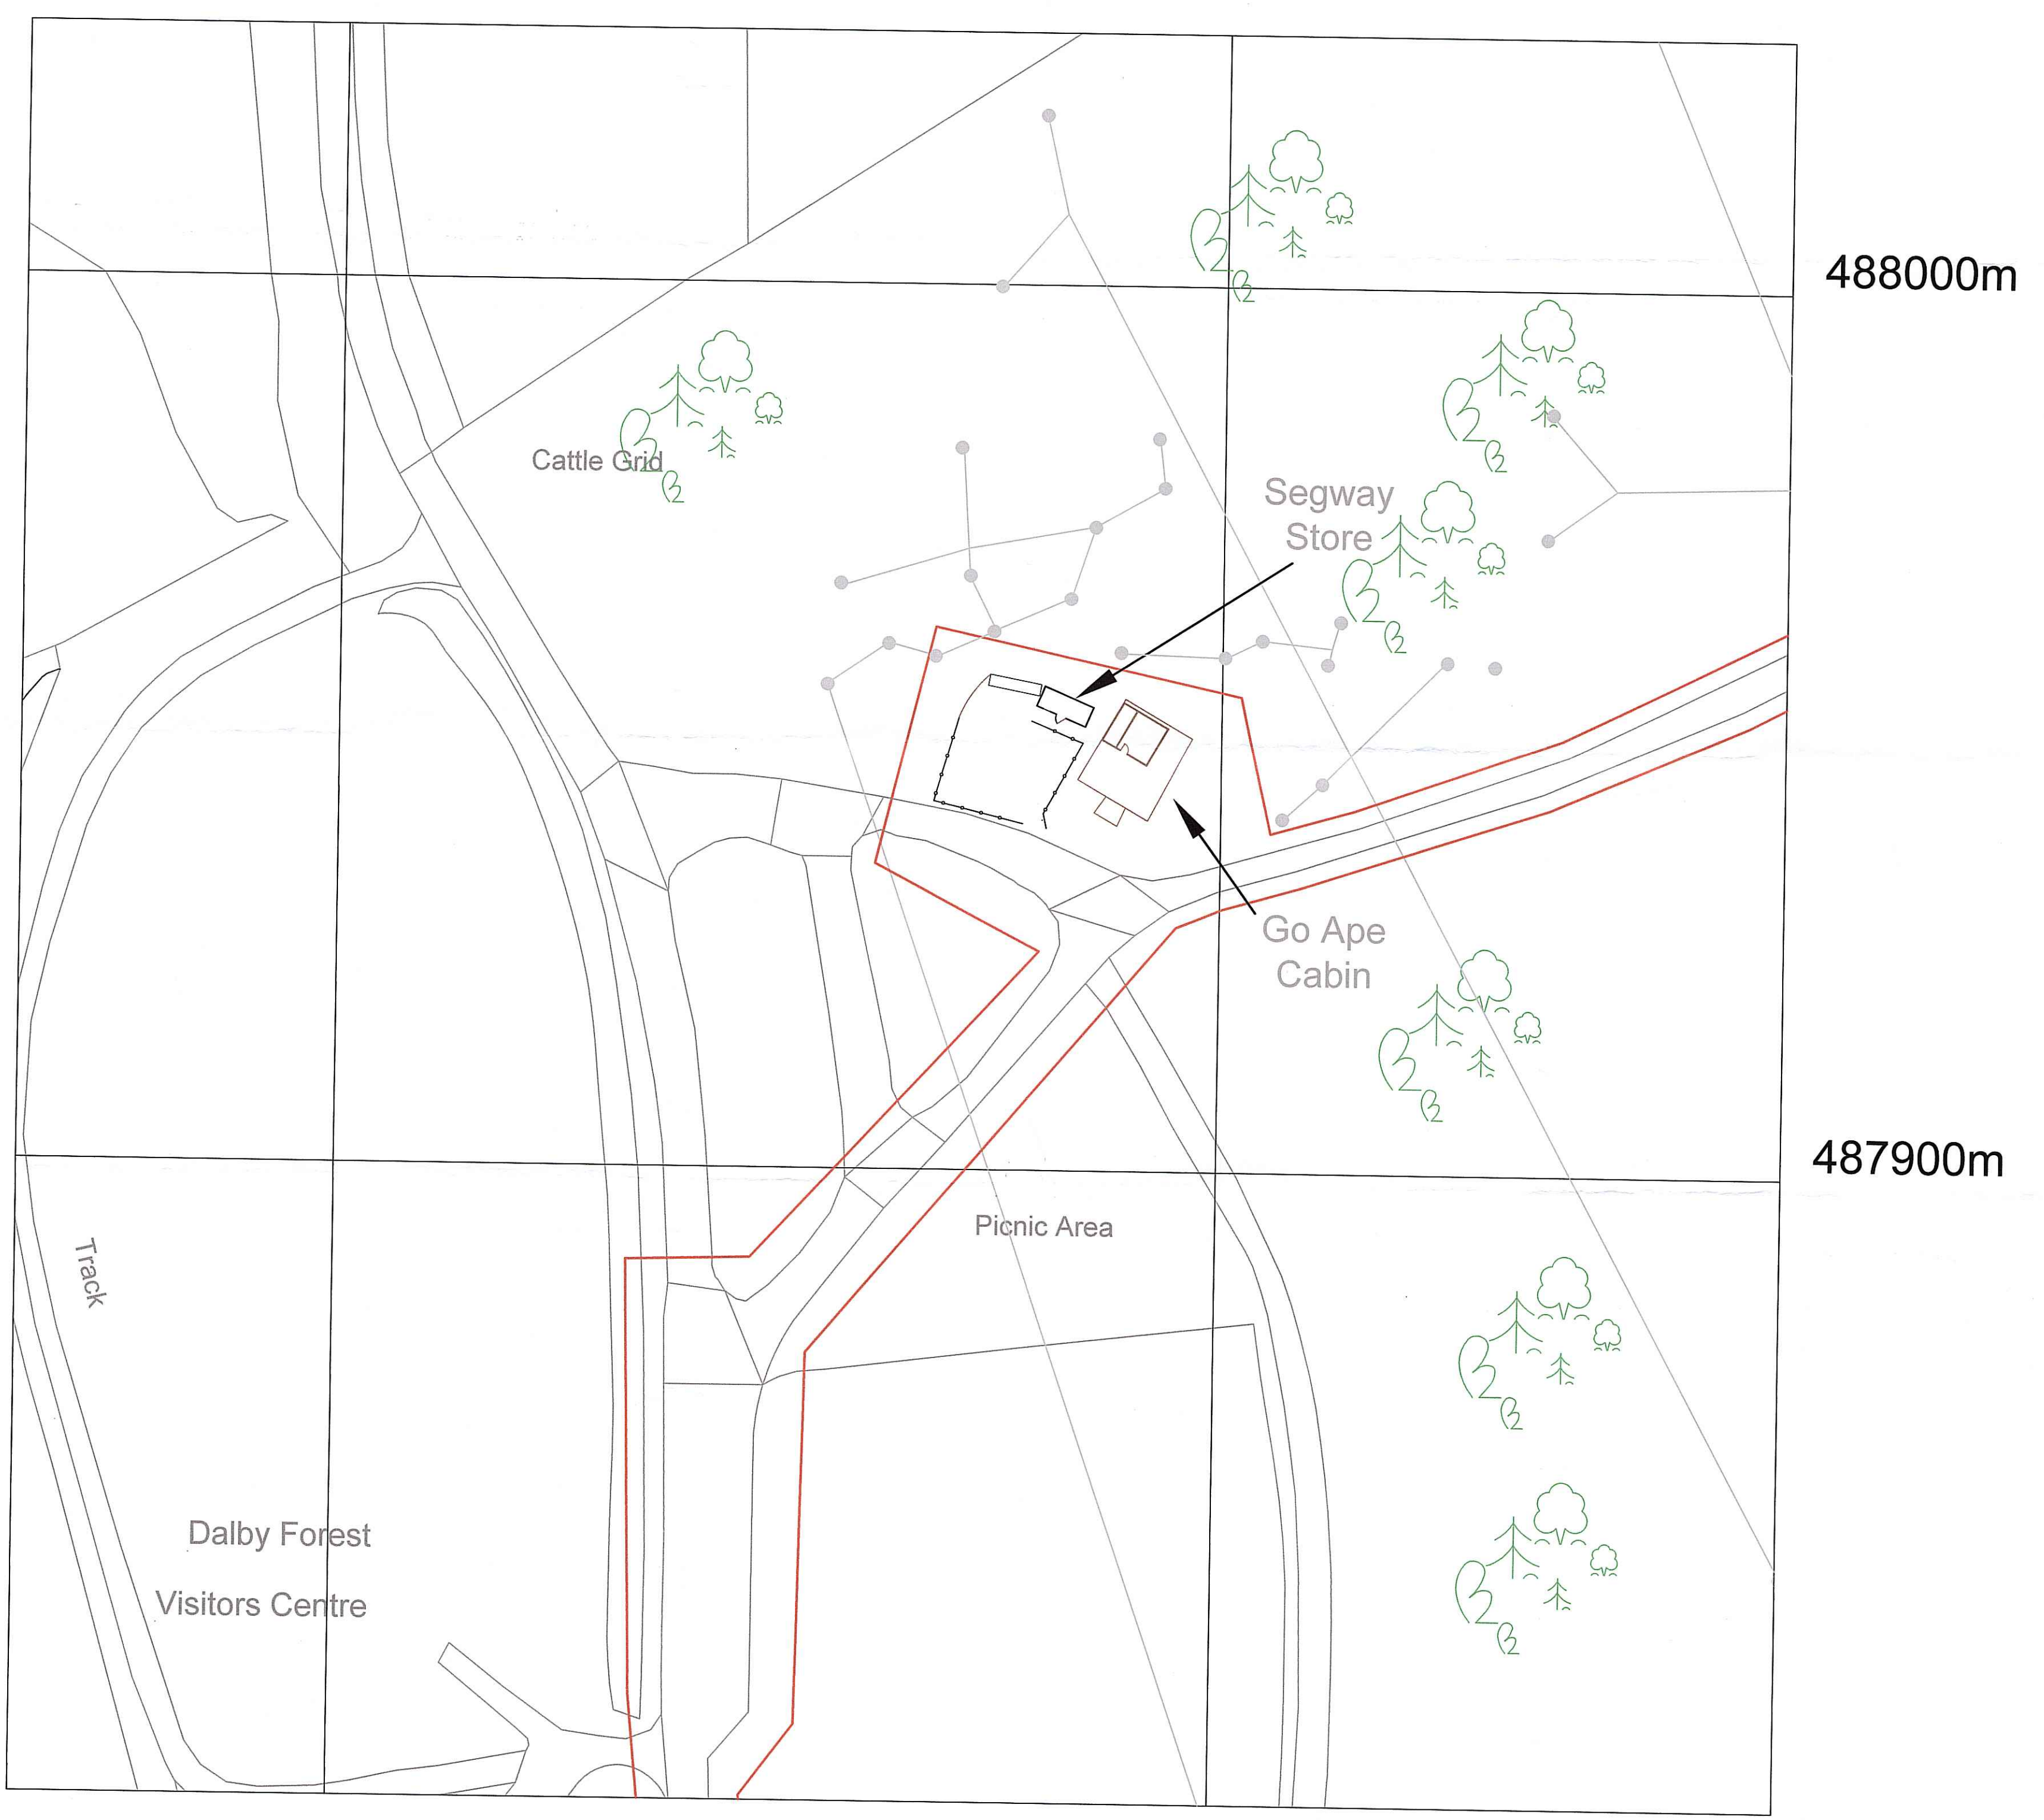 488000m
Cattle Grid
Segway
Store
Go Ape
Cabin
487900m
Picnic Area
Track
Dalby Forest
Visitors Centre